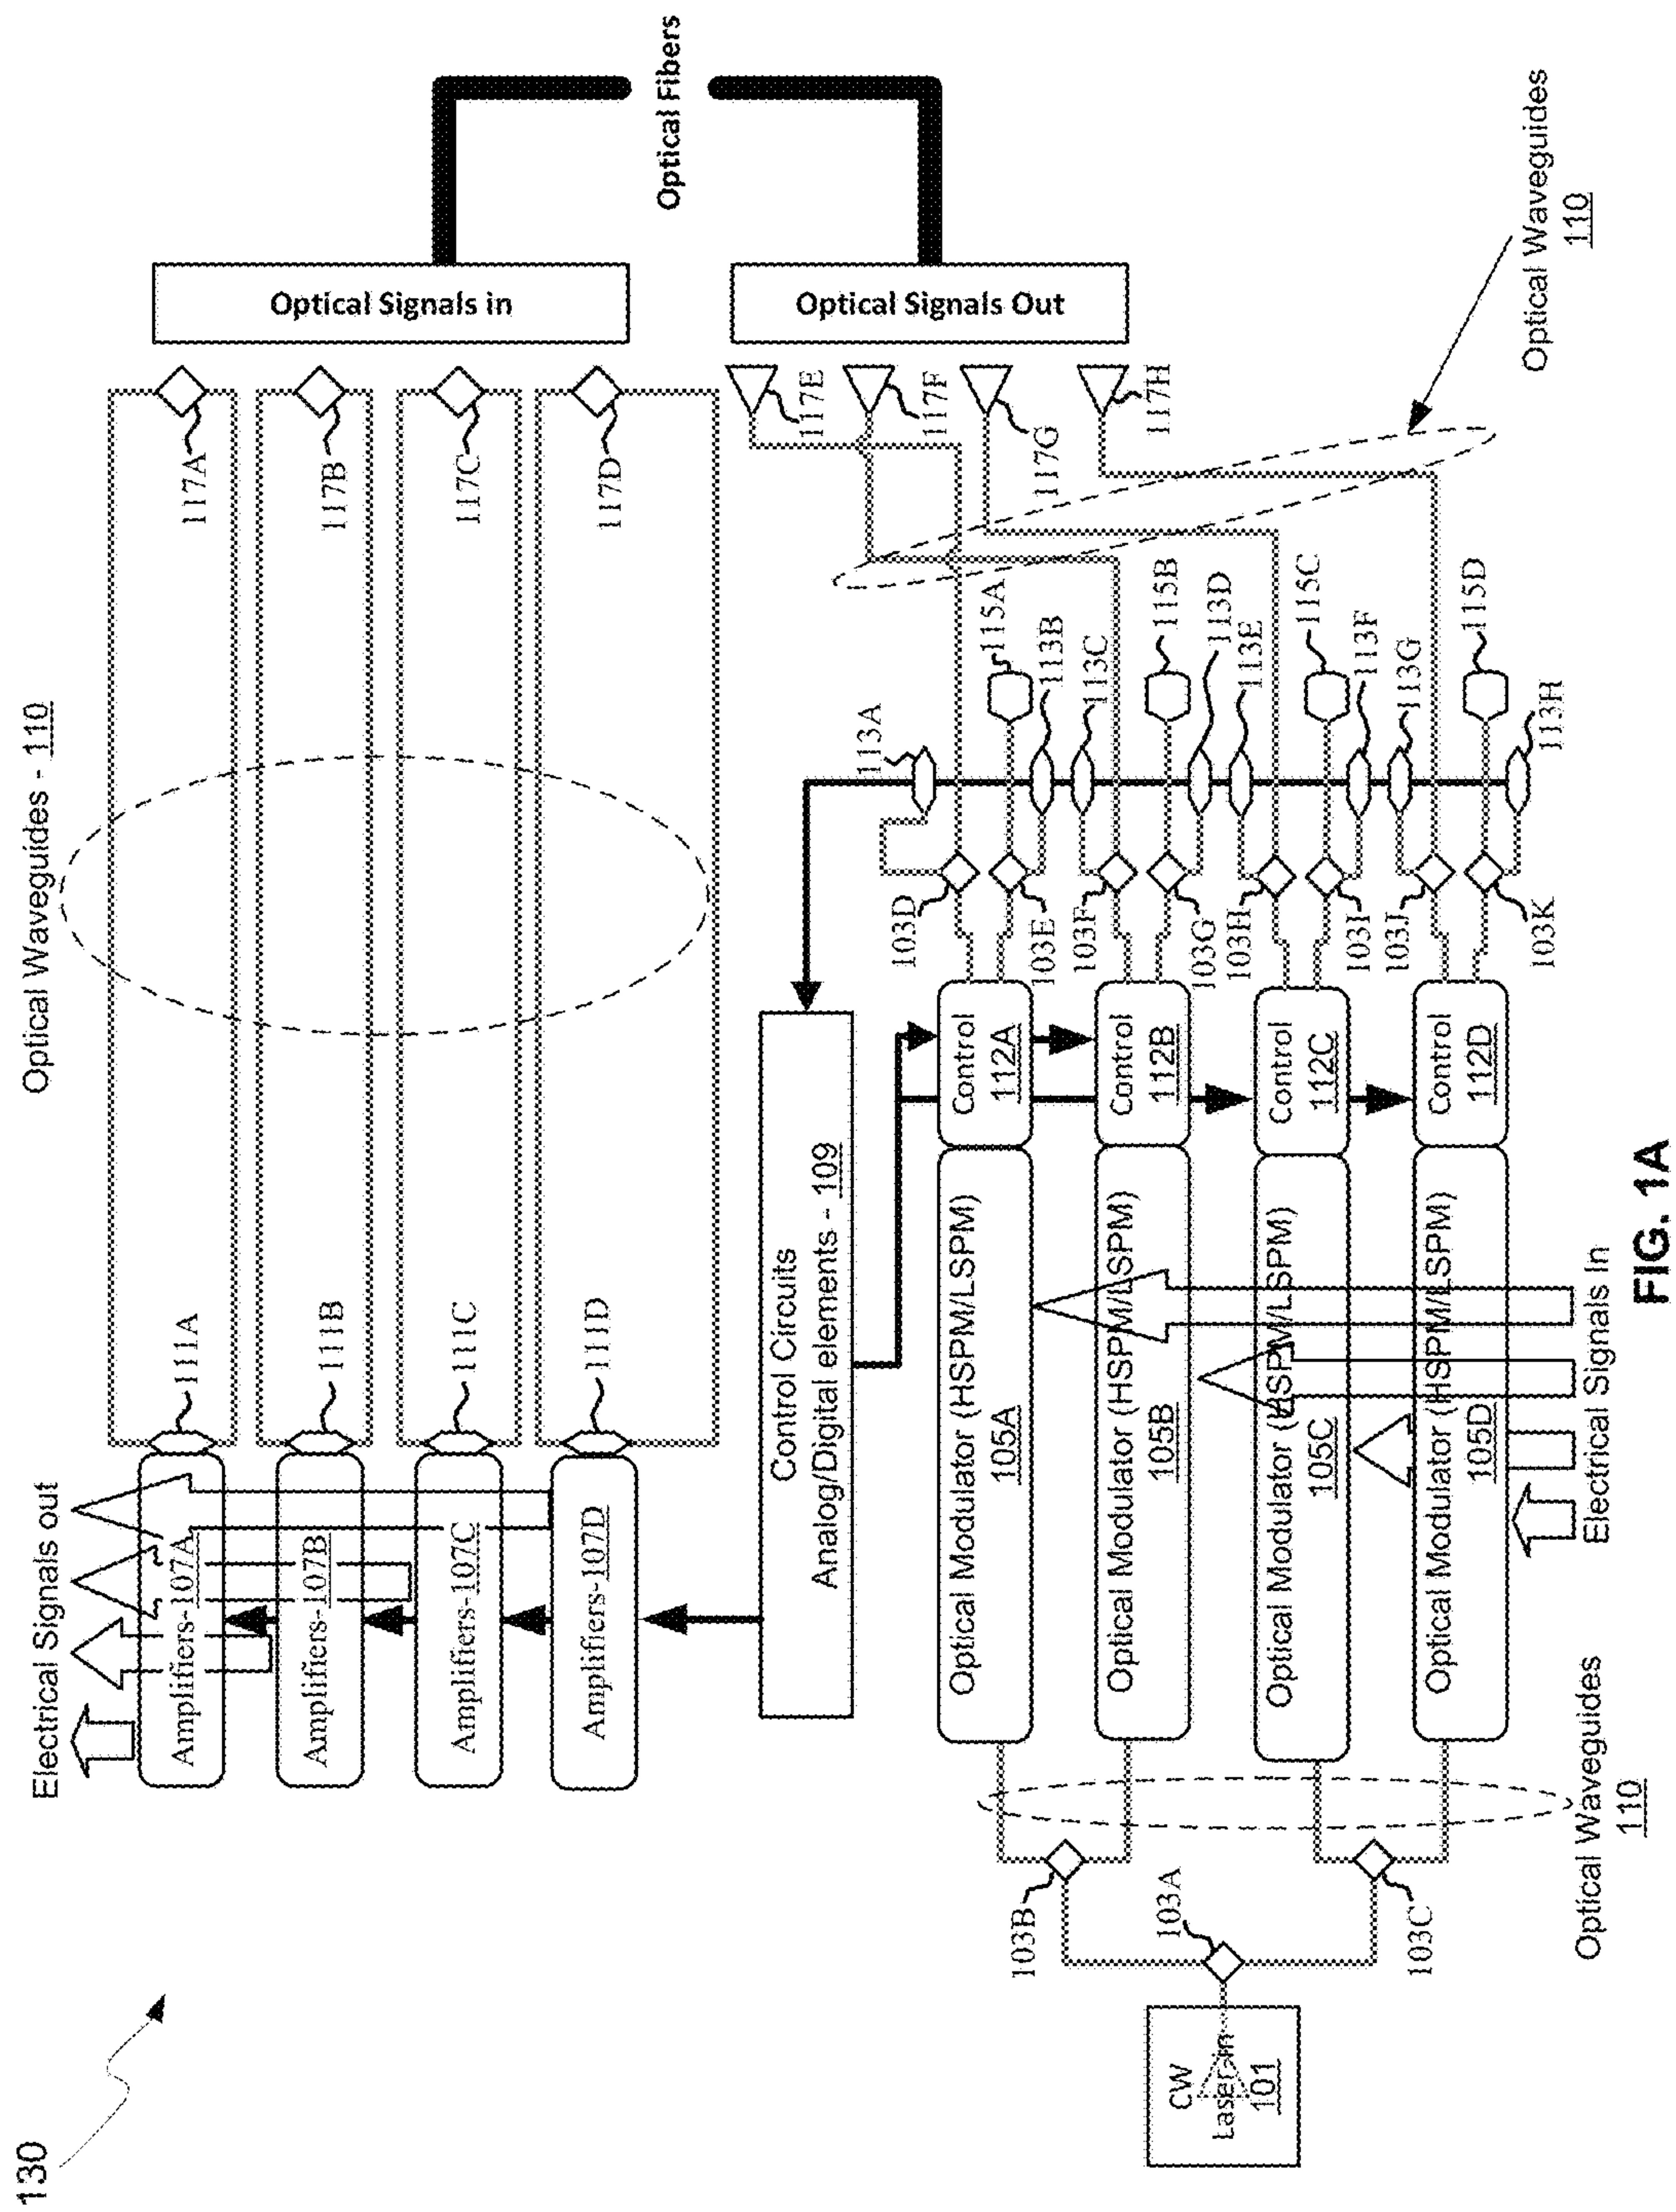 130
Electrical Signals out
Optical Waveguides - 110
Amplifiers-107A
Amplifiers-107B
Amplifiers-107C
Amplifiers-107D
111A
111B
111C
111D
117A
117B
117C
117D
Optical Signals in
Optical Fibers
Optical Signals Out
Control Circuits
Analog/Digital elements - 109
117E
117F
117G
117H
Optical Waveguides
110
CW
Laser in
101
103A
103B
103C
Optical Waveguides
110
Optical Modulator (HSPM/LSPM)
105A
Control
112A
Optical Modulator (HSPM/LSPM)
105B
Control
112B
Optical Modulator (HSPM/LSPM)
105C
Control
112C
Optical Modulator (HSPM/LSPM)
105D
Control
112D
103D
103E
103F
103G
103H
103I
103J
103K
113A
115A
113B
113C
115B
113D
113E
115C
113F
113G
115D
113H
Electrical Signals In
FIG. 1A